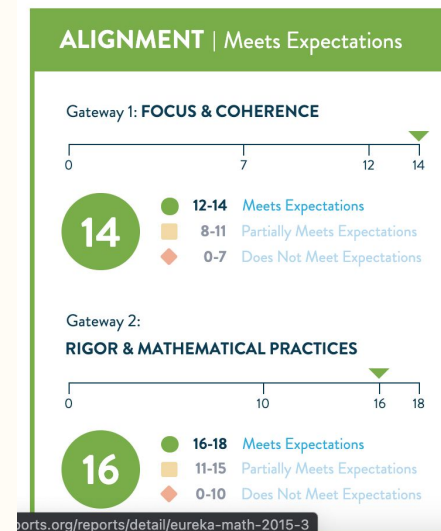 ALIGNMENT | Meets Expectations
Gateway 1: FOCUS & COHERENCE
0 7 12 14
14
12-14 Meets Expectations
8-11 Partially Meets Expectations
0-7 Does Not Meet Expectations
Gateway 2:
RIGOR & MATHEMATICAL PRACTICES
0 10 16 18
16
16-18 Meets Expectations
11-15 Partially Meets Expectations
0-10 Does Not Meet Expectations
ports.org/reports/detail/eureka-math-2015-3